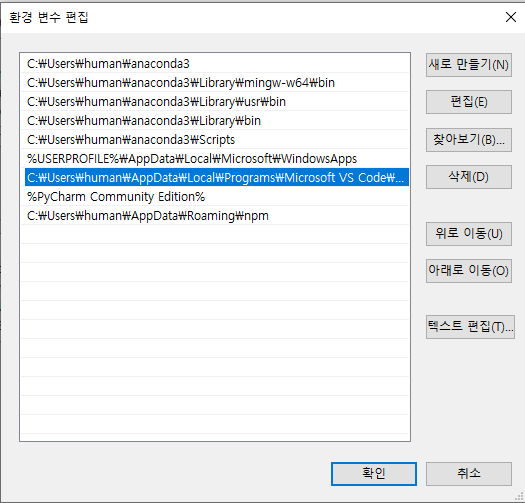 환경 변수 편집
C:₩Users₩human₩anaconda3
C:₩Users₩human₩anaconda3₩Library₩mingw-w64₩bin
C:₩Users₩human₩anaconda3₩Library₩usr₩bin
C:₩Users₩human₩anaconda3₩Library₩bin
C:₩Users₩human₩anaconda3₩Scripts
%USERPROFILE%₩AppData₩Local₩Microsoft₩WindowsApps
C:₩Users₩human₩AppData₩Local₩Programs₩Microsoft VS Code₩...
%PyCharm Community Edition%
C:₩Users₩human₩AppData₩Roaming₩npm
새로 만들기(N)
편집(E)
찾아보기(B)...
삭제(D)
위로 이동(U)
아래로 이동(O)
텍스트 편집(T)...
확인
취소